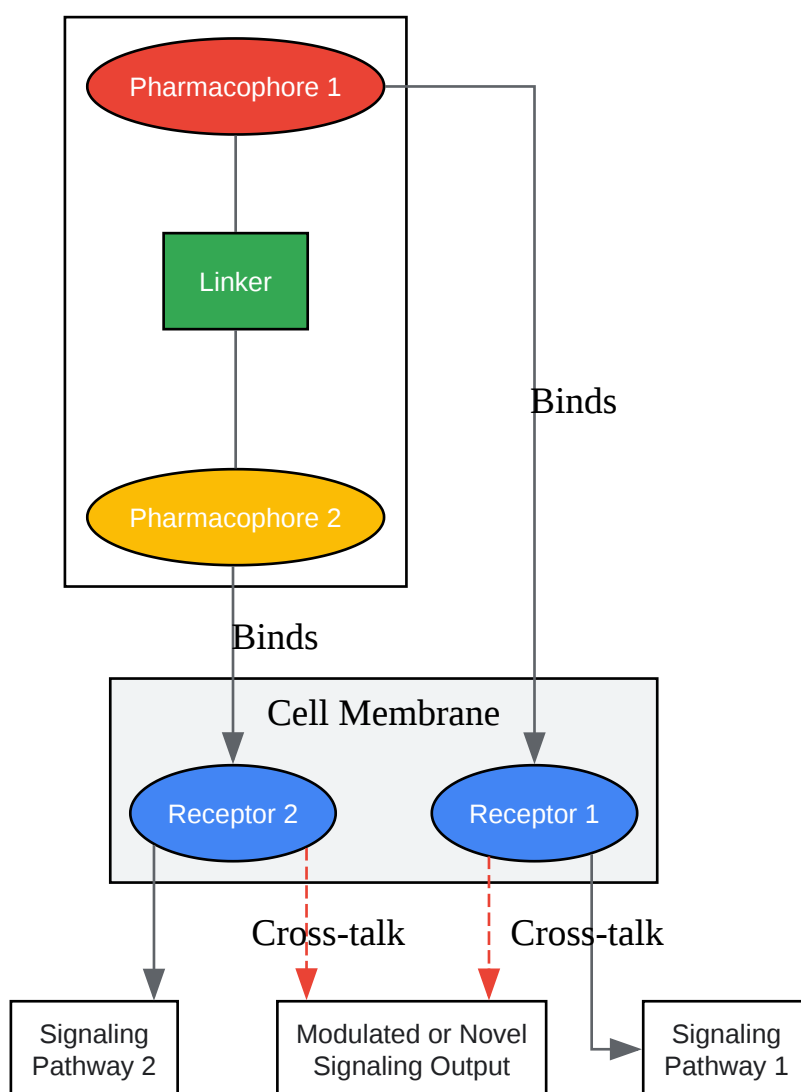 Pharmacophore 1
Linker
Binds
Pharmacophore 2
Binds
Cell Membrane
Receptor 2
Receptor 1
Cross-talk
Cross-talk
Signaling
Pathway 2
Modulated or Novel
Signaling Output
Signaling
Pathway 1